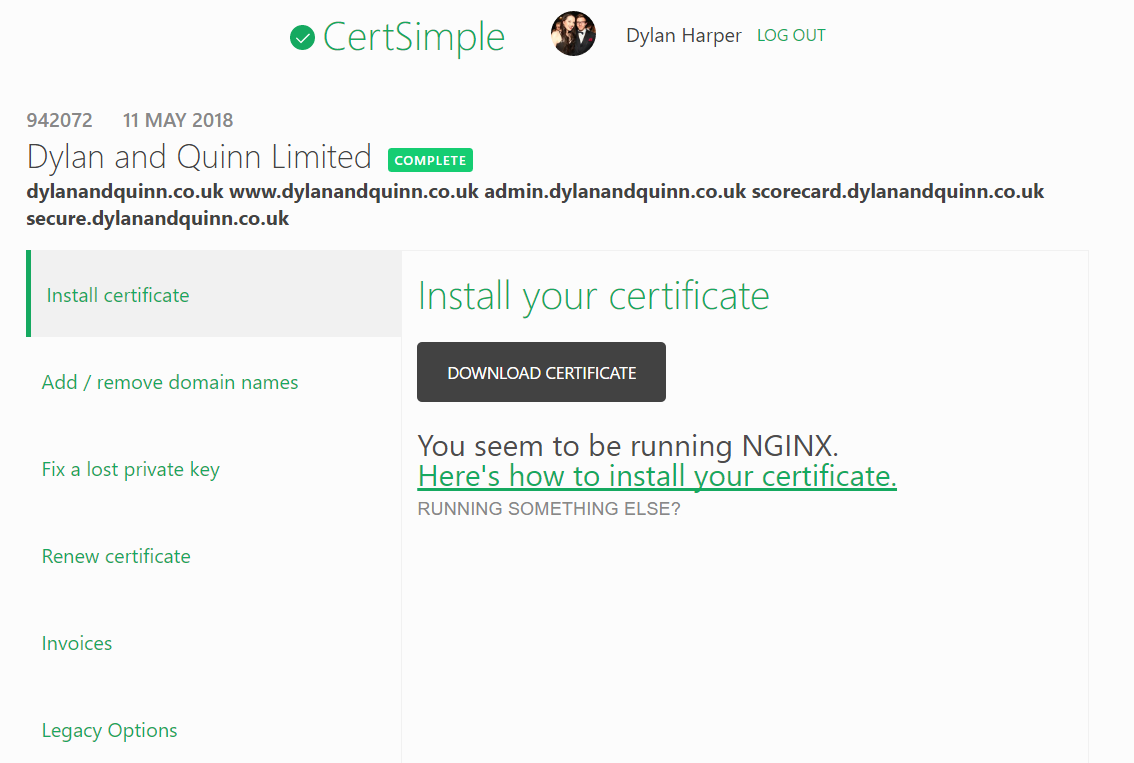 CertSimple
Dylan Harper LOG OUT
942072 11 MAY 2018
Dylan and Quinn Limited COMPLETE
dylanandquinn.co.uk www.dylanandquinn.co.uk admin.dylanandquinn.co.uk scorecard.dylanandquinn.co.uk
secure.dylanandquinn.co.uk
Install certificate
Add / remove domain names
Fix a lost private key
Renew certificate
Invoices
Legacy Options
Install your certificate
DOWNLOAD CERTIFICATE
You seem to be running NGINX.
Here's how to install your certificate.
RUNNING SOMETHING ELSE?